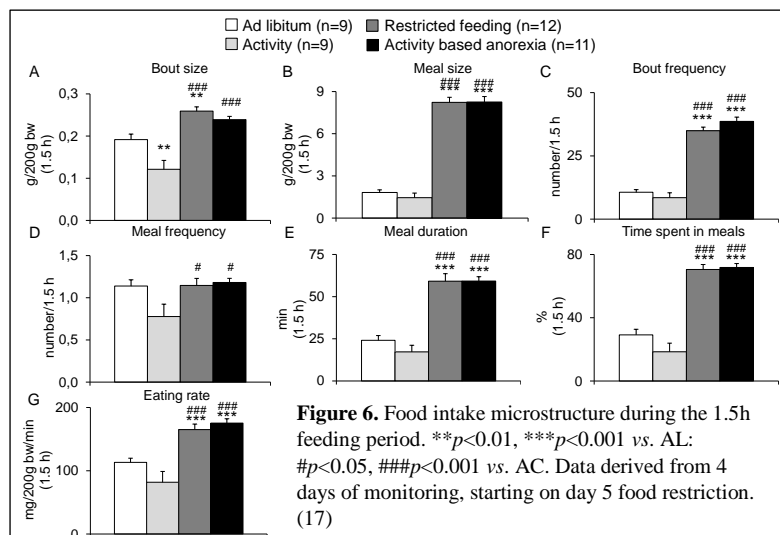 Ad libitum (n=9) Restricted feeding (n=12)
Activity (n=9) Activity based anorexia (n=11)
A Bout size
g/200g bw
(1.5 h)
0,3
0,2
0,1
0,0
**
###
**
###
B Meal size
g/200g bw
(1.5 h)
9
6
3
0
###
***
###
***
C Bout frequency
number/1.5 h
50
25
0
###
***
###
***
D Meal frequency
number/1.5 h
1,5
1,0
0,5
0,0
#
#
E Meal duration
min
(1.5 h)
75
50
25
0
###
***
###
***
F Time spent in meals
%
(1.5 h)
80
40
0
###
***
###
***
G Eating rate
mg/200g bw/min
(1.5 h)
200
100
0
###
***
###
***
Figure 6. Food intake microstructure during the 1.5h
feeding period. **p<0.01, ***p<0.001 vs. AL:
#p<0.05, ###p<0.001 vs. AC. Data derived from 4
days of monitoring, starting on day 5 food restriction.
(17)